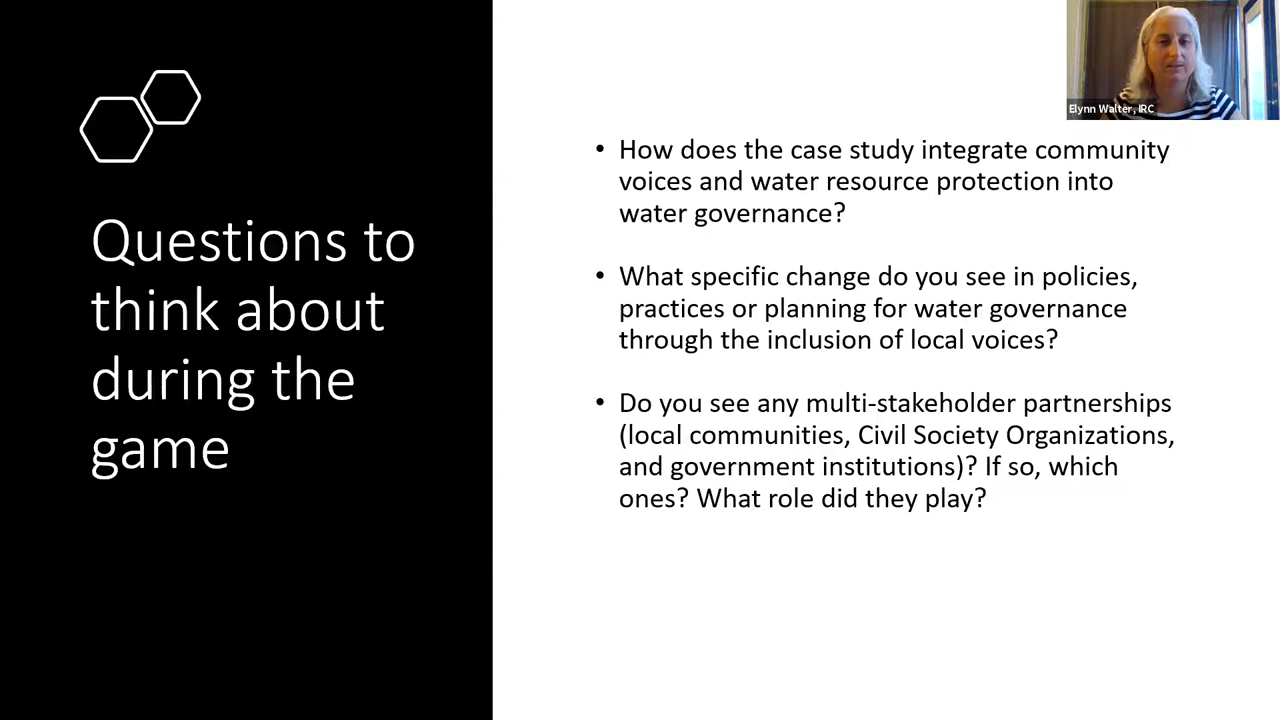 Questions to
think about
during the
game
Elynn Walter, IRC
• How does the case study integrate community
voices and water resource protection into
water governance?
• What specific change do you see in policies,
practices or planning for water governance
through the inclusion of local voices?
• Do you see any multi-stakeholder partnerships
(local communities, Civil Society Organizations,
and government institutions)? If so, which
ones? What role did they play?